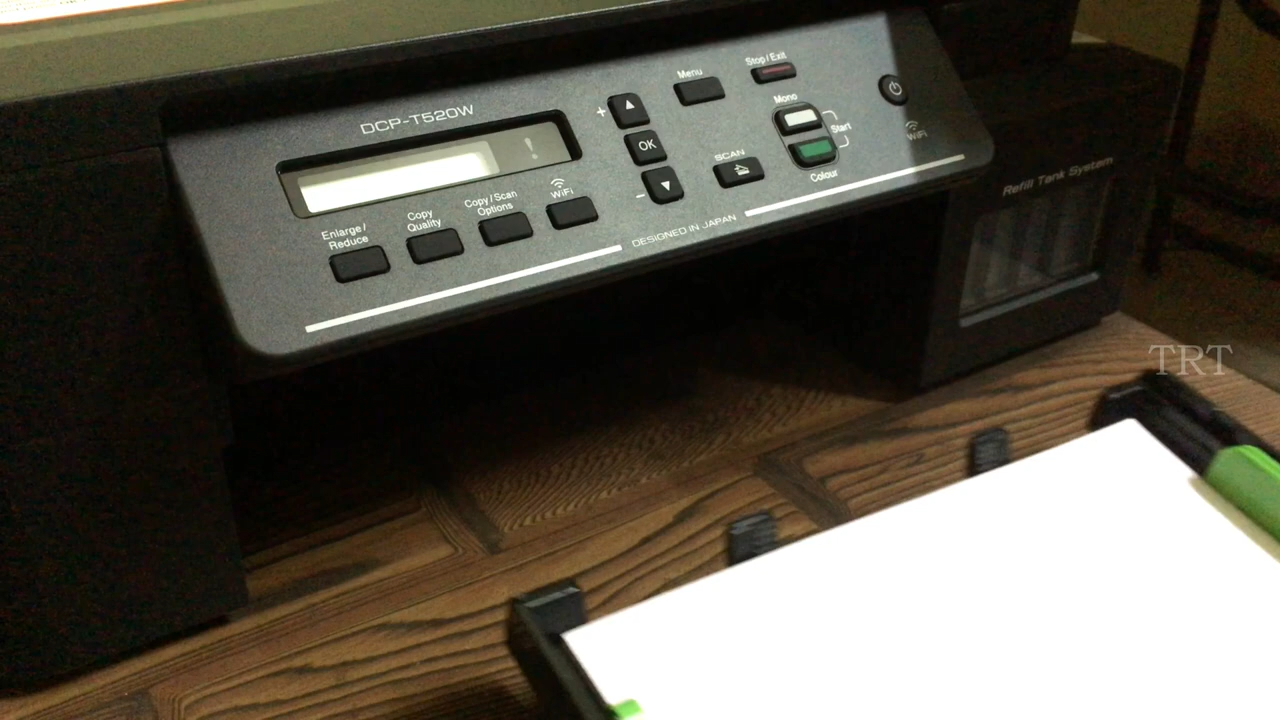 DCP-T520W
Enlarge/
Reduce
Copy
Quality
Copy/Scan
Options
WiFi
+
OK
–
Menu
Stop/Exit
SCAN
Mono
Start
Colour
WiFi
DESIGNED IN JAPAN
Refill Tank System
TRT